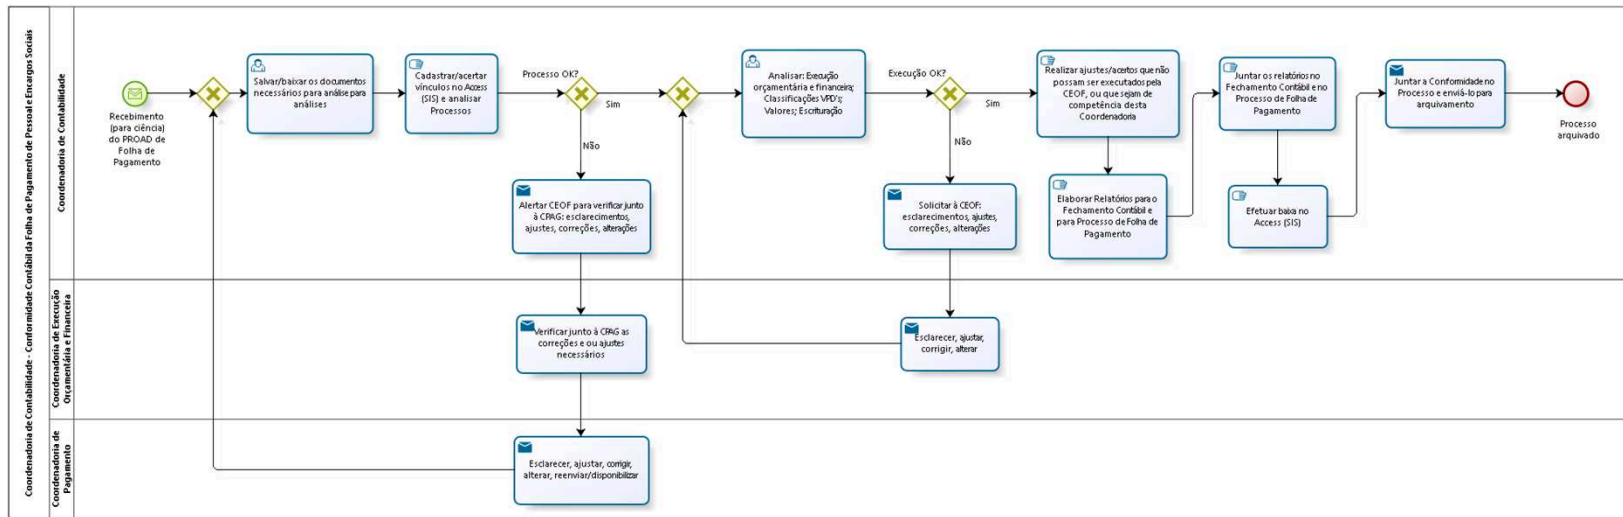 Coordenadoria de Contabilidade - Conformidade Contábil da Folha de Pagamento de Pessoal e Encargos Sociais
Coordenadoria de Contabilidade
Recebimento
(para ciência)
do PROAD de
Folha de
Pagamento
Salvar/baixar os documentos
necessários para análise para
análises
Cadastrar/acertar
vínculos no Access
(SIS) e analisar
Processos
Processo OK?
Sim
Não
Alertar CEOF para verificar junto
à CPAG: esclarecimentos,
ajustes, correções, alterações
Analisar: Execução
orçamentária e financeira;
Classificações VPD's;
Valores; Escrituração
Execução OK?
Sim
Não
Solicitar à CEOF:
esclarecimentos, ajustes,
correções, alterações
Realizar ajustes/acertos que não
possam ser executados pela
CEOF, ou que sejam de
competência desta
Coordenadoria
Elaborar Relatórios para o
Fechamento Contábil e
para Processo de Folha de
Pagamento
Juntar os relatórios no
Fechamento Contábil e no
Processo de Folha de
Pagamento
Efetuar baixa no
Access (SIS)
Juntar a Conformidade no
Processo e enviá-lo para
arquivamento
Processo
arquivado
Coordenadoria de Execução
Orçamentária e Financeira
Verificar junto à CPAG as
correções e ou ajustes
necessários
Esclarecer, ajustar,
corrigir, alterar
Coordenadoria de
Pagamento
Esclarecer, ajustar, corrigir,
alterar, reenviar/disponibilizar